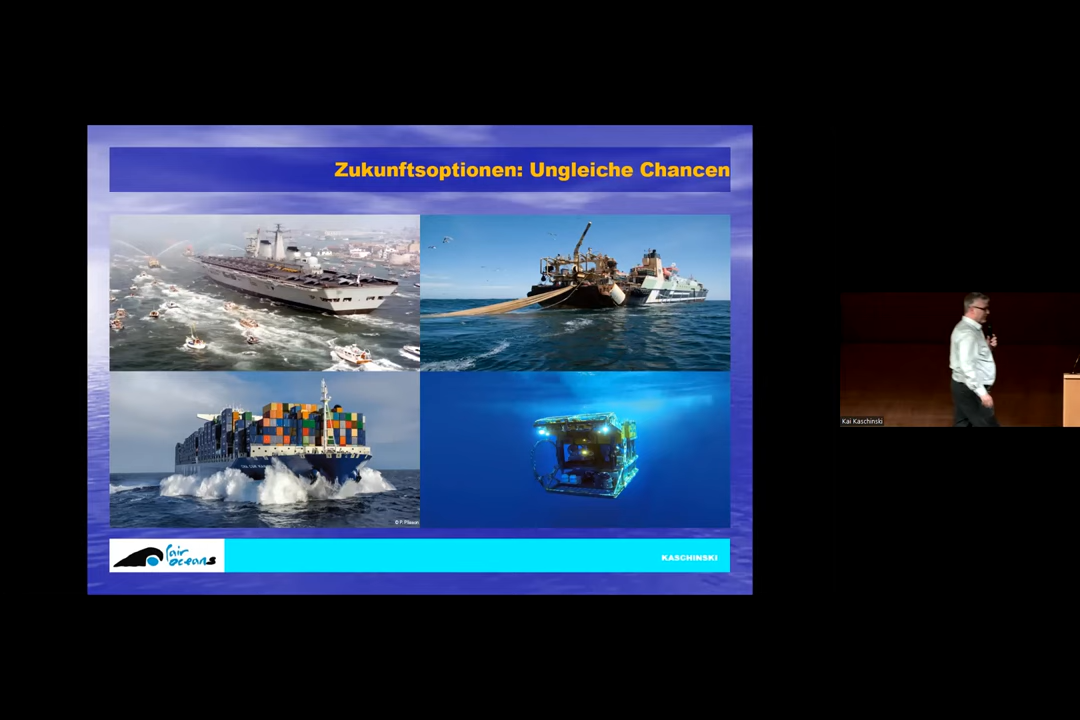 Zukunftsoptionen: Ungleiche Chancen
fair
oceans
KASCHINSKI
Kai Kaschinski